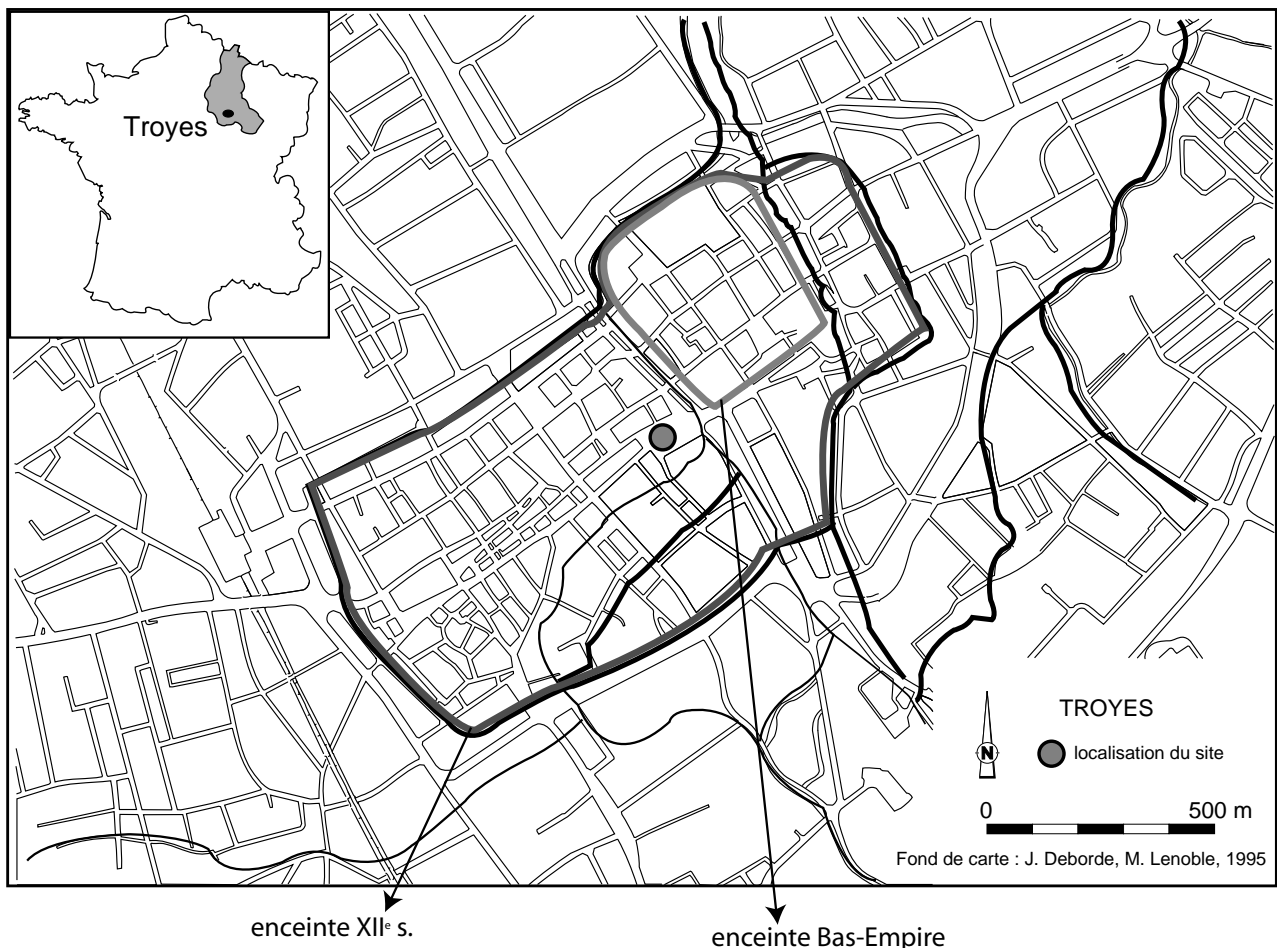 Troyes
N
TROYES
localisation du site
0 500 m
Fond de carte : J. Deborde, M. Lenoble, 1995
enceinte XIIᵉ s.
enceinte Bas-Empire